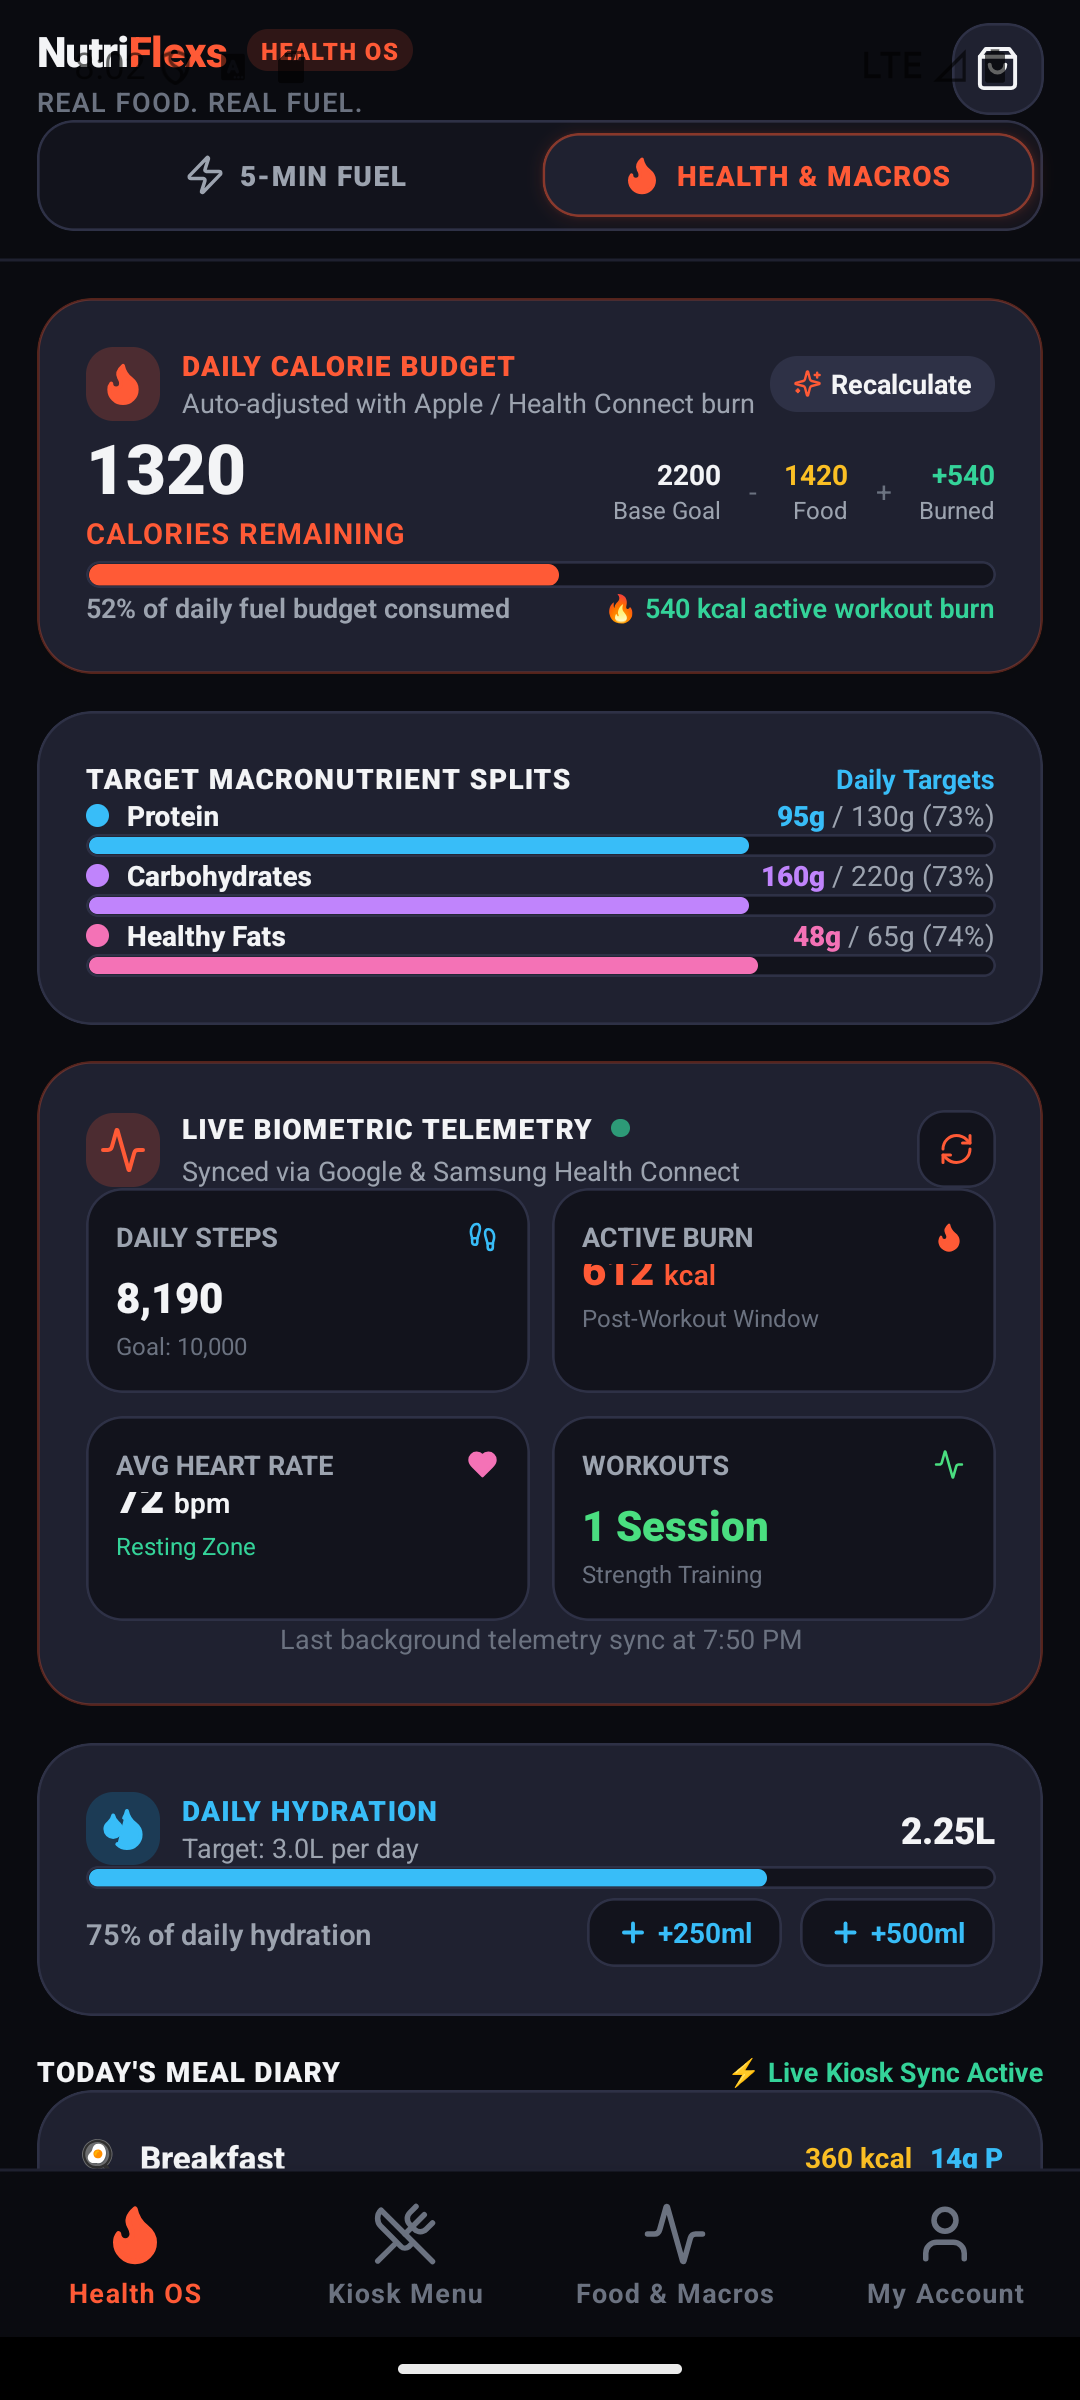 NutriFlexs HEALTH OS
8:02 LTE
REAL FOOD. REAL FUEL.
5-MIN FUEL
HEALTH & MACROS
DAILY CALORIE BUDGET
Auto-adjusted with Apple / Health Connect burn
Recalculate
1320
CALORIES REMAINING
2200 - 1420 + +540
Base Goal Food Burned
52% of daily fuel budget consumed
🔥 540 kcal active workout burn
TARGET MACRONUTRIENT SPLITS
Daily Targets
Protein 95g / 130g (73%)
Carbohydrates 160g / 220g (73%)
Healthy Fats 48g / 65g (74%)
LIVE BIOMETRIC TELEMETRY
Synced via Google & Samsung Health Connect
DAILY STEPS
8,190
Goal: 10,000
ACTIVE BURN
612 kcal
Post-Workout Window
AVG HEART RATE
72 bpm
Resting Zone
WORKOUTS
1 Session
Strength Training
Last background telemetry sync at 7:50 PM
DAILY HYDRATION
Target: 3.0L per day
2.25L
75% of daily hydration
+250ml
+500ml
TODAY'S MEAL DIARY
⚡ Live Kiosk Sync Active
Breakfast 360 kcal 14g P
Health OS
Kiosk Menu
Food & Macros
My Account